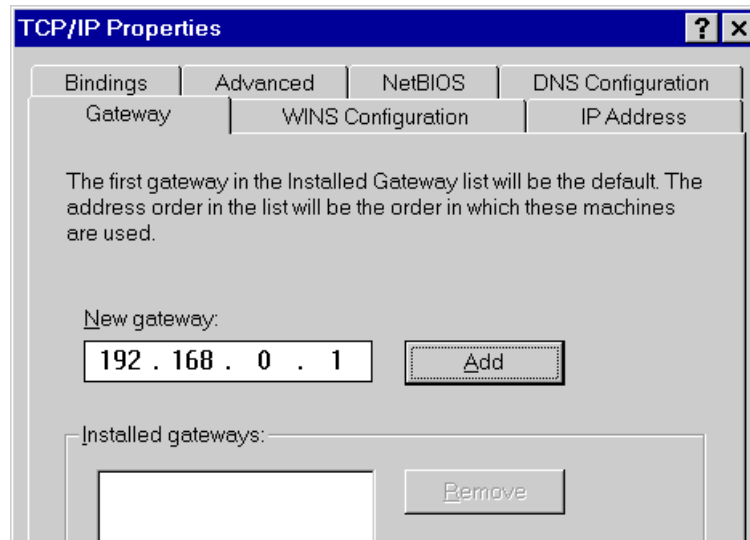 TCP/IP Properties ? ×
Bindings Advanced NetBIOS DNS Configuration
Gateway WINS Configuration IP Address
The first gateway in the Installed Gateway list will be the default. The
address order in the list will be the order in which these machines
are used.
New gateway:
192 . 168 . 0 . 1 Add
Installed gateways:
Remove